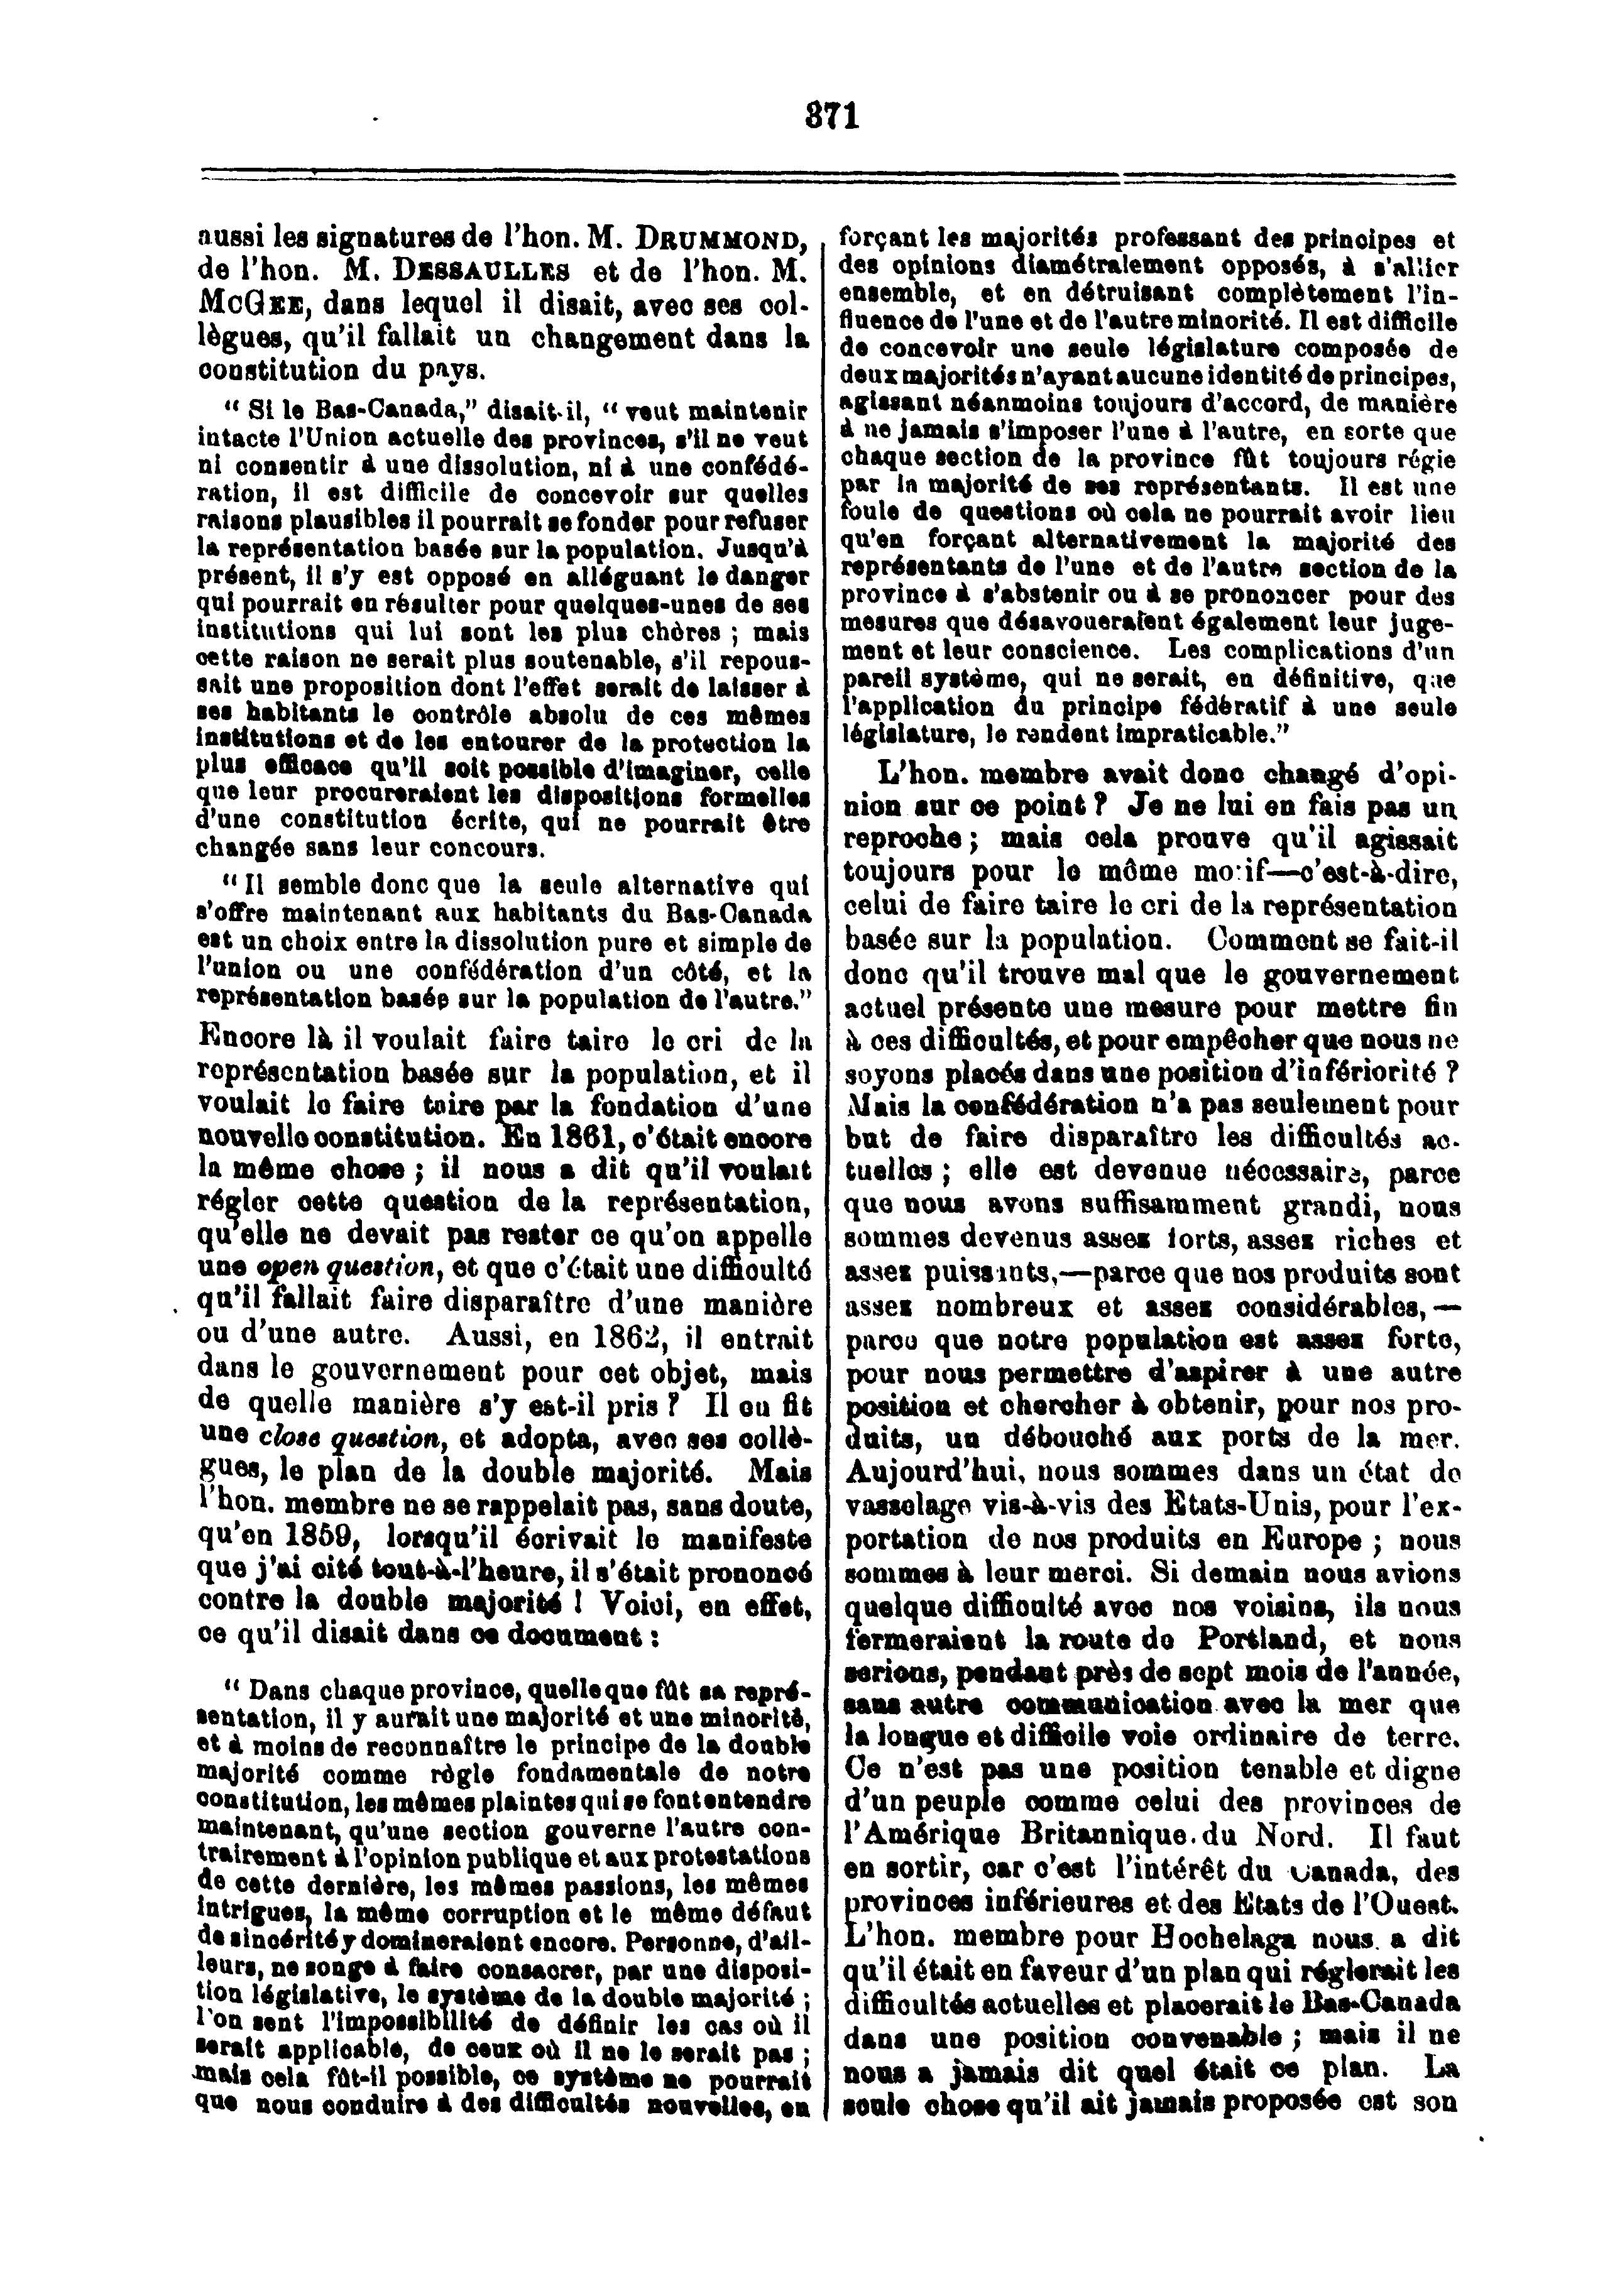 371
aussi les signatures de l'hon. M. DRUMMOND,
de l'hon. M. DESSAULLES et de l'hon. M.
MCGEE, dans lequel il disait, avec ses col-
lègues, qu'il fallait un changement dans la
constitution du pays.
“ Si le Bas-Canada,” disait-il, “ veut maintenir
intacte l'Union actuelle des provinces, s'il ne veut
ni consentir à une dissolution, ni à une confédé-
ration, il est difficile de concevoir sur quelles
raisons plausibles il pourrait se fonder pour refuser
la représentation basée sur la population. Jusqu'à
présent, il s'y est opposé en alléguant le danger
qui pourrait en résulter pour quelques-unes de ses
institutions qui lui sont les plus chères ; mais
cette raison ne serait plus soutenable, s'il repous-
sait une proposition dont l'effet serait de laisser à
ses habitants le contrôle absolu de ces mêmes
institutions et de les entourer de la protection la
plus efficace qu'il soit possible d'imaginer, celle
que leur procureraient les dispositions formelles
d'une constitution écrite, qui ne pourrait être
changée sans leur concours.
“ Il semble donc que la seule alternative qui
s'offre maintenant aux habitants du Bas-Canada
est un choix entre la dissolution pure et simple de
l'union ou une confédération d'un côté, et la
représentation basée sur la population de l'autre.”
Encore là il voulait faire taire le cri de la
représentation basée sur la population, et il
voulait le faire taire par la fondation d'une
nouvelle constitution. En 1861, c'était encore
la même chose ; il nous a dit qu'il voulait
régler cette question de la représentation,
qu'elle ne devait pas rester ce qu'on appelle
une open question, et que c'était une difficulté
qu'il fallait faire disparaître d'une manière
ou d'une autre. Aussi, en 1862, il entrait
dans le gouvernement pour cet objet, mais
de quelle manière s'y est-il pris ? Il en fit
une close question, et adopta, avec ses collè-
gues, le plan de la double majorité. Mais
l'hon. membre ne se rappelait pas, sans doute,
qu'en 1859, lorsqu'il écrivait le manifeste
que j'ai cité tout-à-l'heure, il s'était prononcé
contre la double majorité ! Voici, en effet,
ce qu'il disait dans ce document :
“ Dans chaque province, quelle que fût sa repré-
sentation, il y aurait une majorité et une minorité,
et à moins de reconnaître le principe de la double
majorité comme règle fondamentale de notre
constitution, les mêmes plaintes qui se font entendre
maintenant, qu'une section gouverne l'autre con-
trairement à l'opinion publique et aux protestations
de cette dernière, les mêmes passions, les mêmes
intrigues, la même corruption et le même défaut
de sincérité y domineraient encore. Personne, d'ail-
leurs, ne songe à faire consacrer, par une disposi-
tion législative, le système de la double majorité ;
l'on sent l'impossibilité de définir les cas où il
serait applicable, de ceux où il ne le serait pas ;
mais cela fût-il possible, ce système ne pourrait
que nous conduire à des difficultés nouvelles, en
forçant les majorités professant des principes et
des opinions diamétralement opposés, à s'allier
ensemble, et en détruisant complètement l'in-
fluence de l'une et de l'autre minorité. Il est difficile
de concevoir une seule législature composée de
deux majorités n'ayant aucune identité de principes,
agissant néanmoins toujours d'accord, de manière
à ne jamais s'imposer l'une à l'autre, en sorte que
chaque section de la province fût toujours régie
par la majorité de ses représentants. Il est une
foule de questions où cela ne pourrait avoir lieu
qu'en forçant alternativement la majorité des
représentants de l'une et de l'autre section de la
province à s'abstenir ou à se prononcer pour des
mesures que désavoueraient également leur juge-
ment et leur conscience. Les complications d'un
pareil système, qui ne serait, en définitive, que
l'application du principe fédératif à une seule
législature, le rendent impraticable.”
L'hon. membre avait donc changé d'opi-
nion sur ce point ? Je ne lui en fais pas un
reproche ; mais cela prouve qu'il agissait
toujours pour le même motif—c'est-à-dire,
celui de faire taire le cri de la représentation
basée sur la population. Comment se fait-il
donc qu'il trouve mal que le gouvernement
actuel présente une mesure pour mettre fin
à ces difficultés, et pour empêcher que nous ne
soyons placés dans une position d'infériorité ?
Mais la confédération n'a pas seulement pour
but de faire disparaître les difficultés ac-
tuelles ; elle est devenue nécessaire, parce
que nous avons suffisamment grandi, nous
sommes devenus assez forts, assez riches et
assez puissants,—parce que nos produits sont
assez nombreux et assez considérables,—
parce que notre population est assez forte,
pour nous permettre d'aspirer à une autre
position et chercher à obtenir, pour nos pro-
duits, un débouché aux ports de la mer.
Aujourd'hui, nous sommes dans un état de
vasselage vis-à-vis des Etats-Unis, pour l'ex-
portation de nos produits en Europe ; nous
sommes à leur merci. Si demain nous avions
quelque difficulté avec nos voisins, ils nous
fermeraient la route de Portland, et nous
serions, pendant près de sept mois de l'année,
sans autre communication avec la mer que
la longue et difficile voie ordinaire de terre.
Ce n'est pas une position tenable et digne
d'un peuple comme celui des provinces de
l'Amérique Britannique du Nord. Il faut
en sortir, car c'est l'intérêt du Canada, des
provinces inférieures et des Etats de l'Ouest.
L'hon. membre pour Hochelaga nous a dit
qu'il était en faveur d'un plan qui réglerait les
difficultés actuelles et placerait le Bas-Canada
dans une position convenable ; mais il ne
nous a jamais dit quel était ce plan. La
seule chose qu'il ait jamais proposée est son